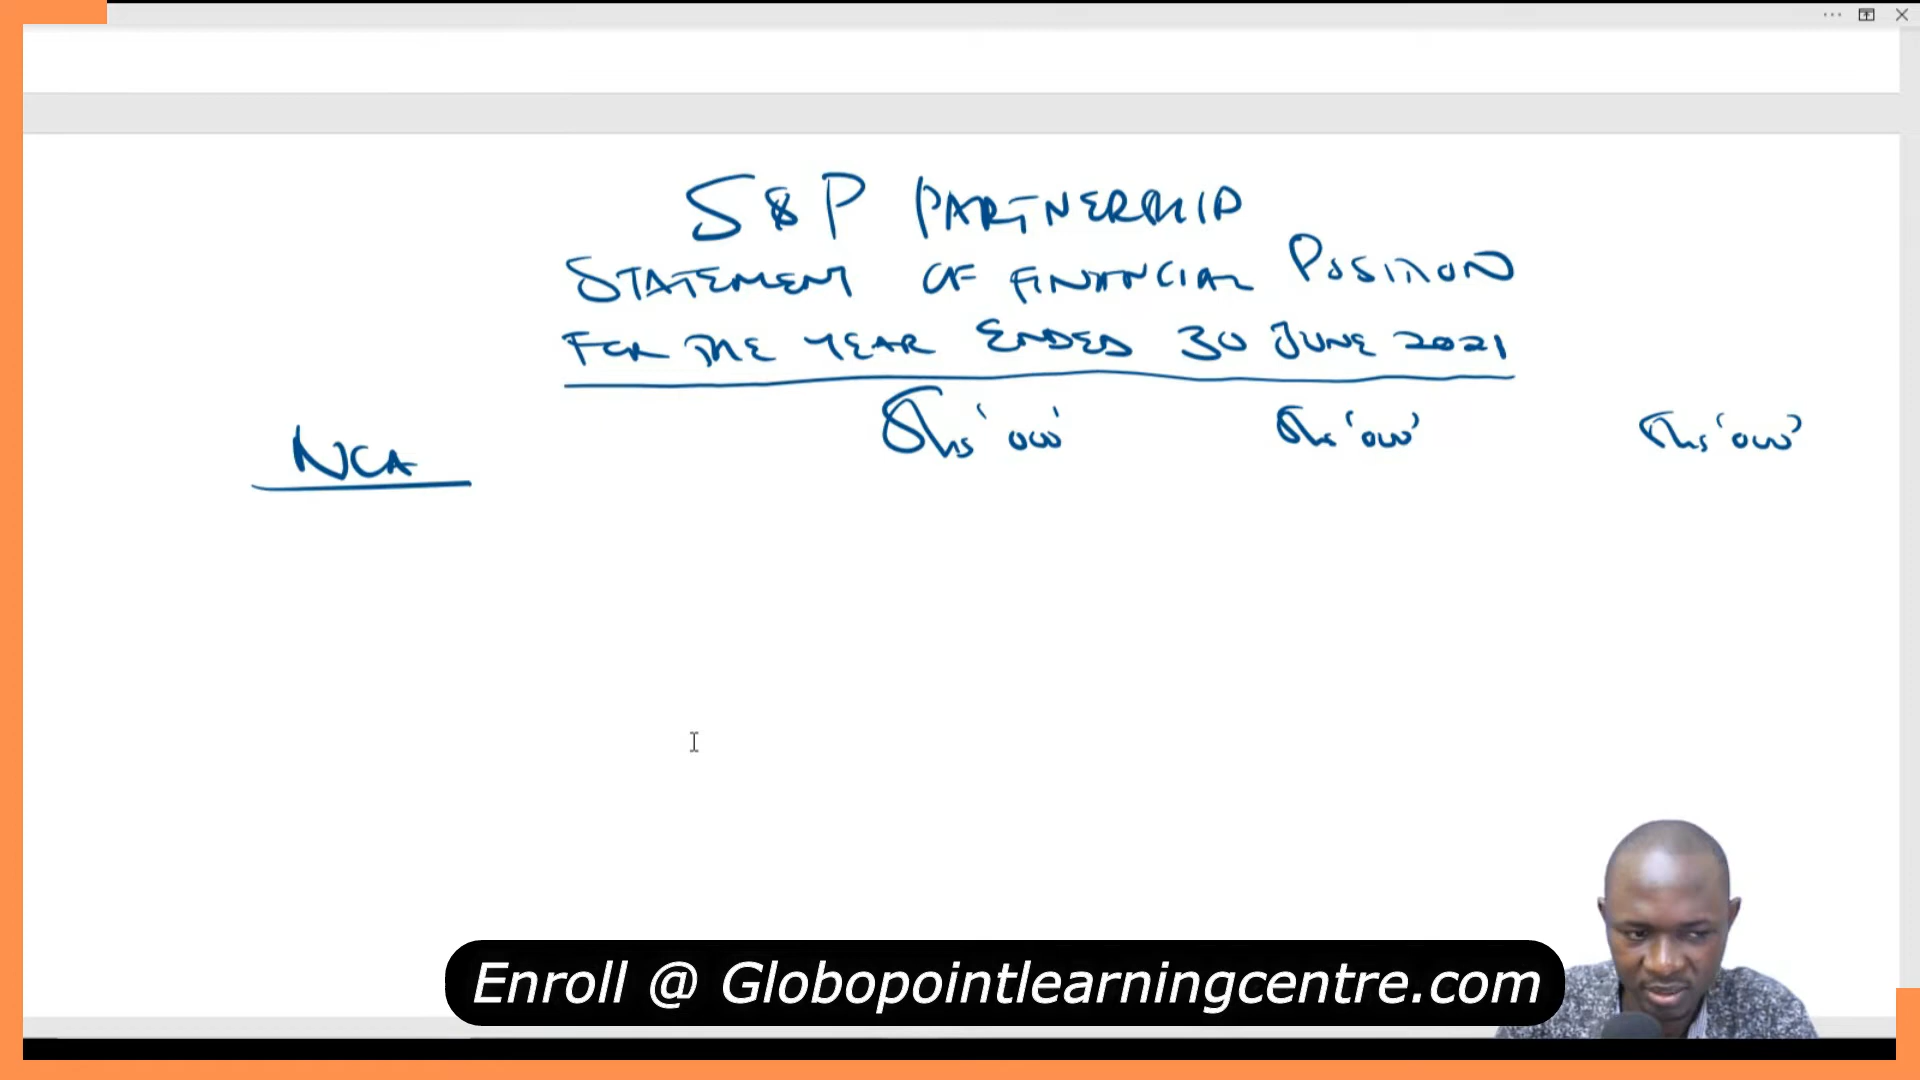 S&P PARTNERSHIP
STATEMENT OF FINANCIAL POSITION
FOR THE YEAR ENDED 30 JUNE 2021
Shs '000' Shs '000' Shs '000'
NCA
Enroll @ Globopointlearningcentre.com